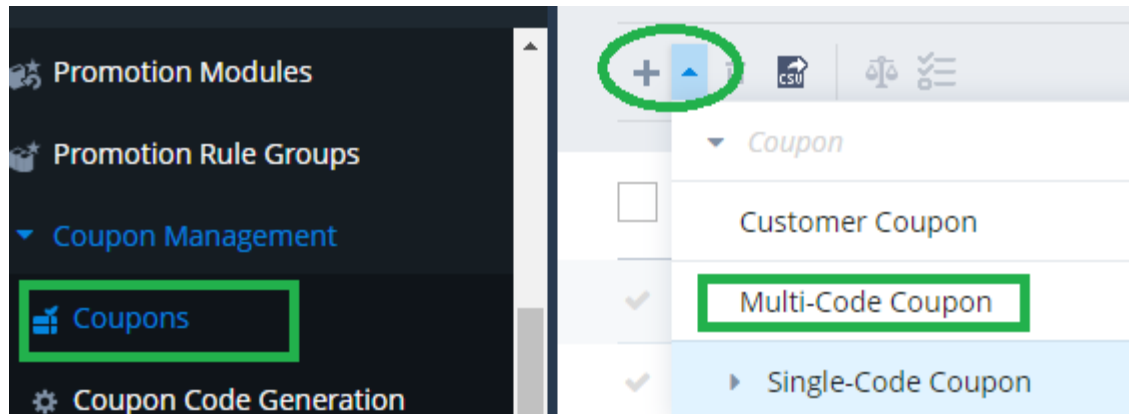 Promotion Modules
Promotion Rule Groups
Coupon Management
Coupons
Coupon Code Generation
CSV
Coupon
Customer Coupon
Multi-Code Coupon
Single-Code Coupon